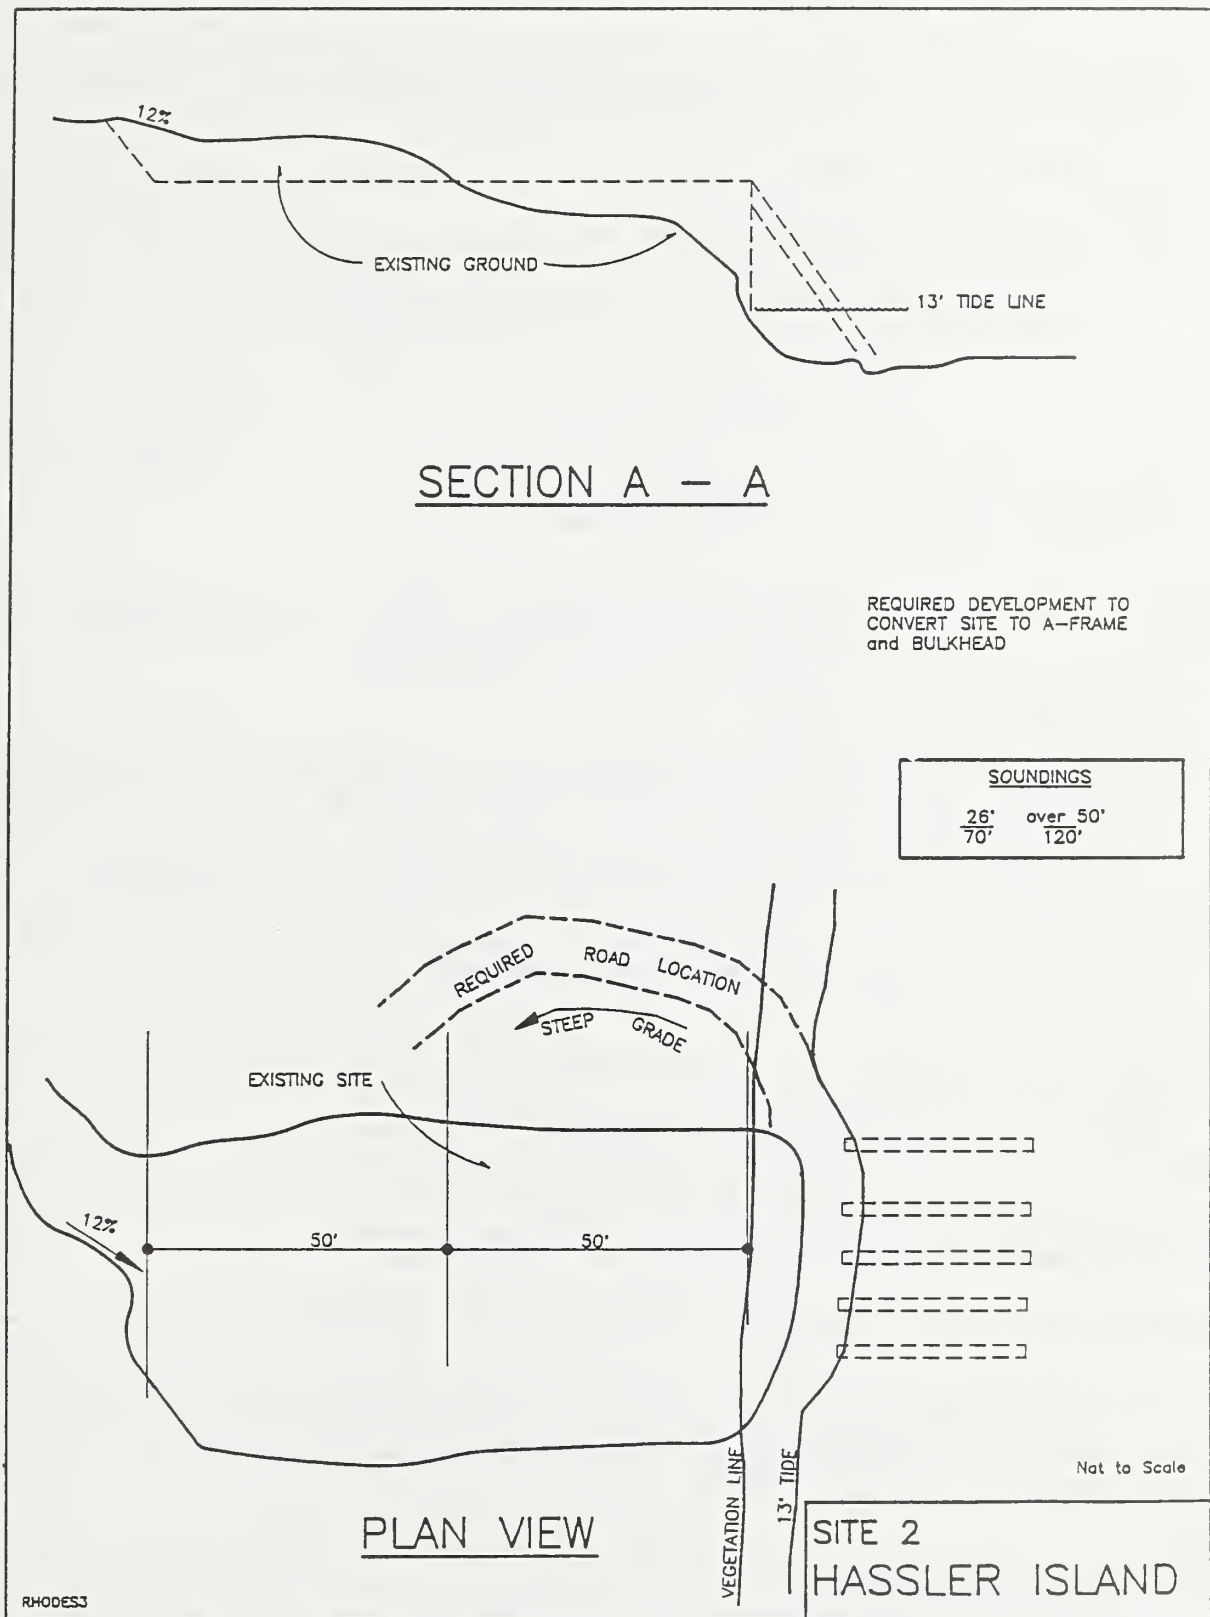 12%
EXISTING GROUND
13' TIDE LINE
SECTION A - A
REQUIRED DEVELOPMENT TO
CONVERT SITE TO A-FRAME
and BULKHEAD
SOUNDINGS
26' over 50'
70' 120'
REQUIRED ROAD LOCATION
STEEP GRADE
EXISTING SITE
12%
50' 50'
VEGETATION LINE
13' TIDE
Not to Scale
PLAN VIEW
SITE 2
HASSLER ISLAND
RHODES3